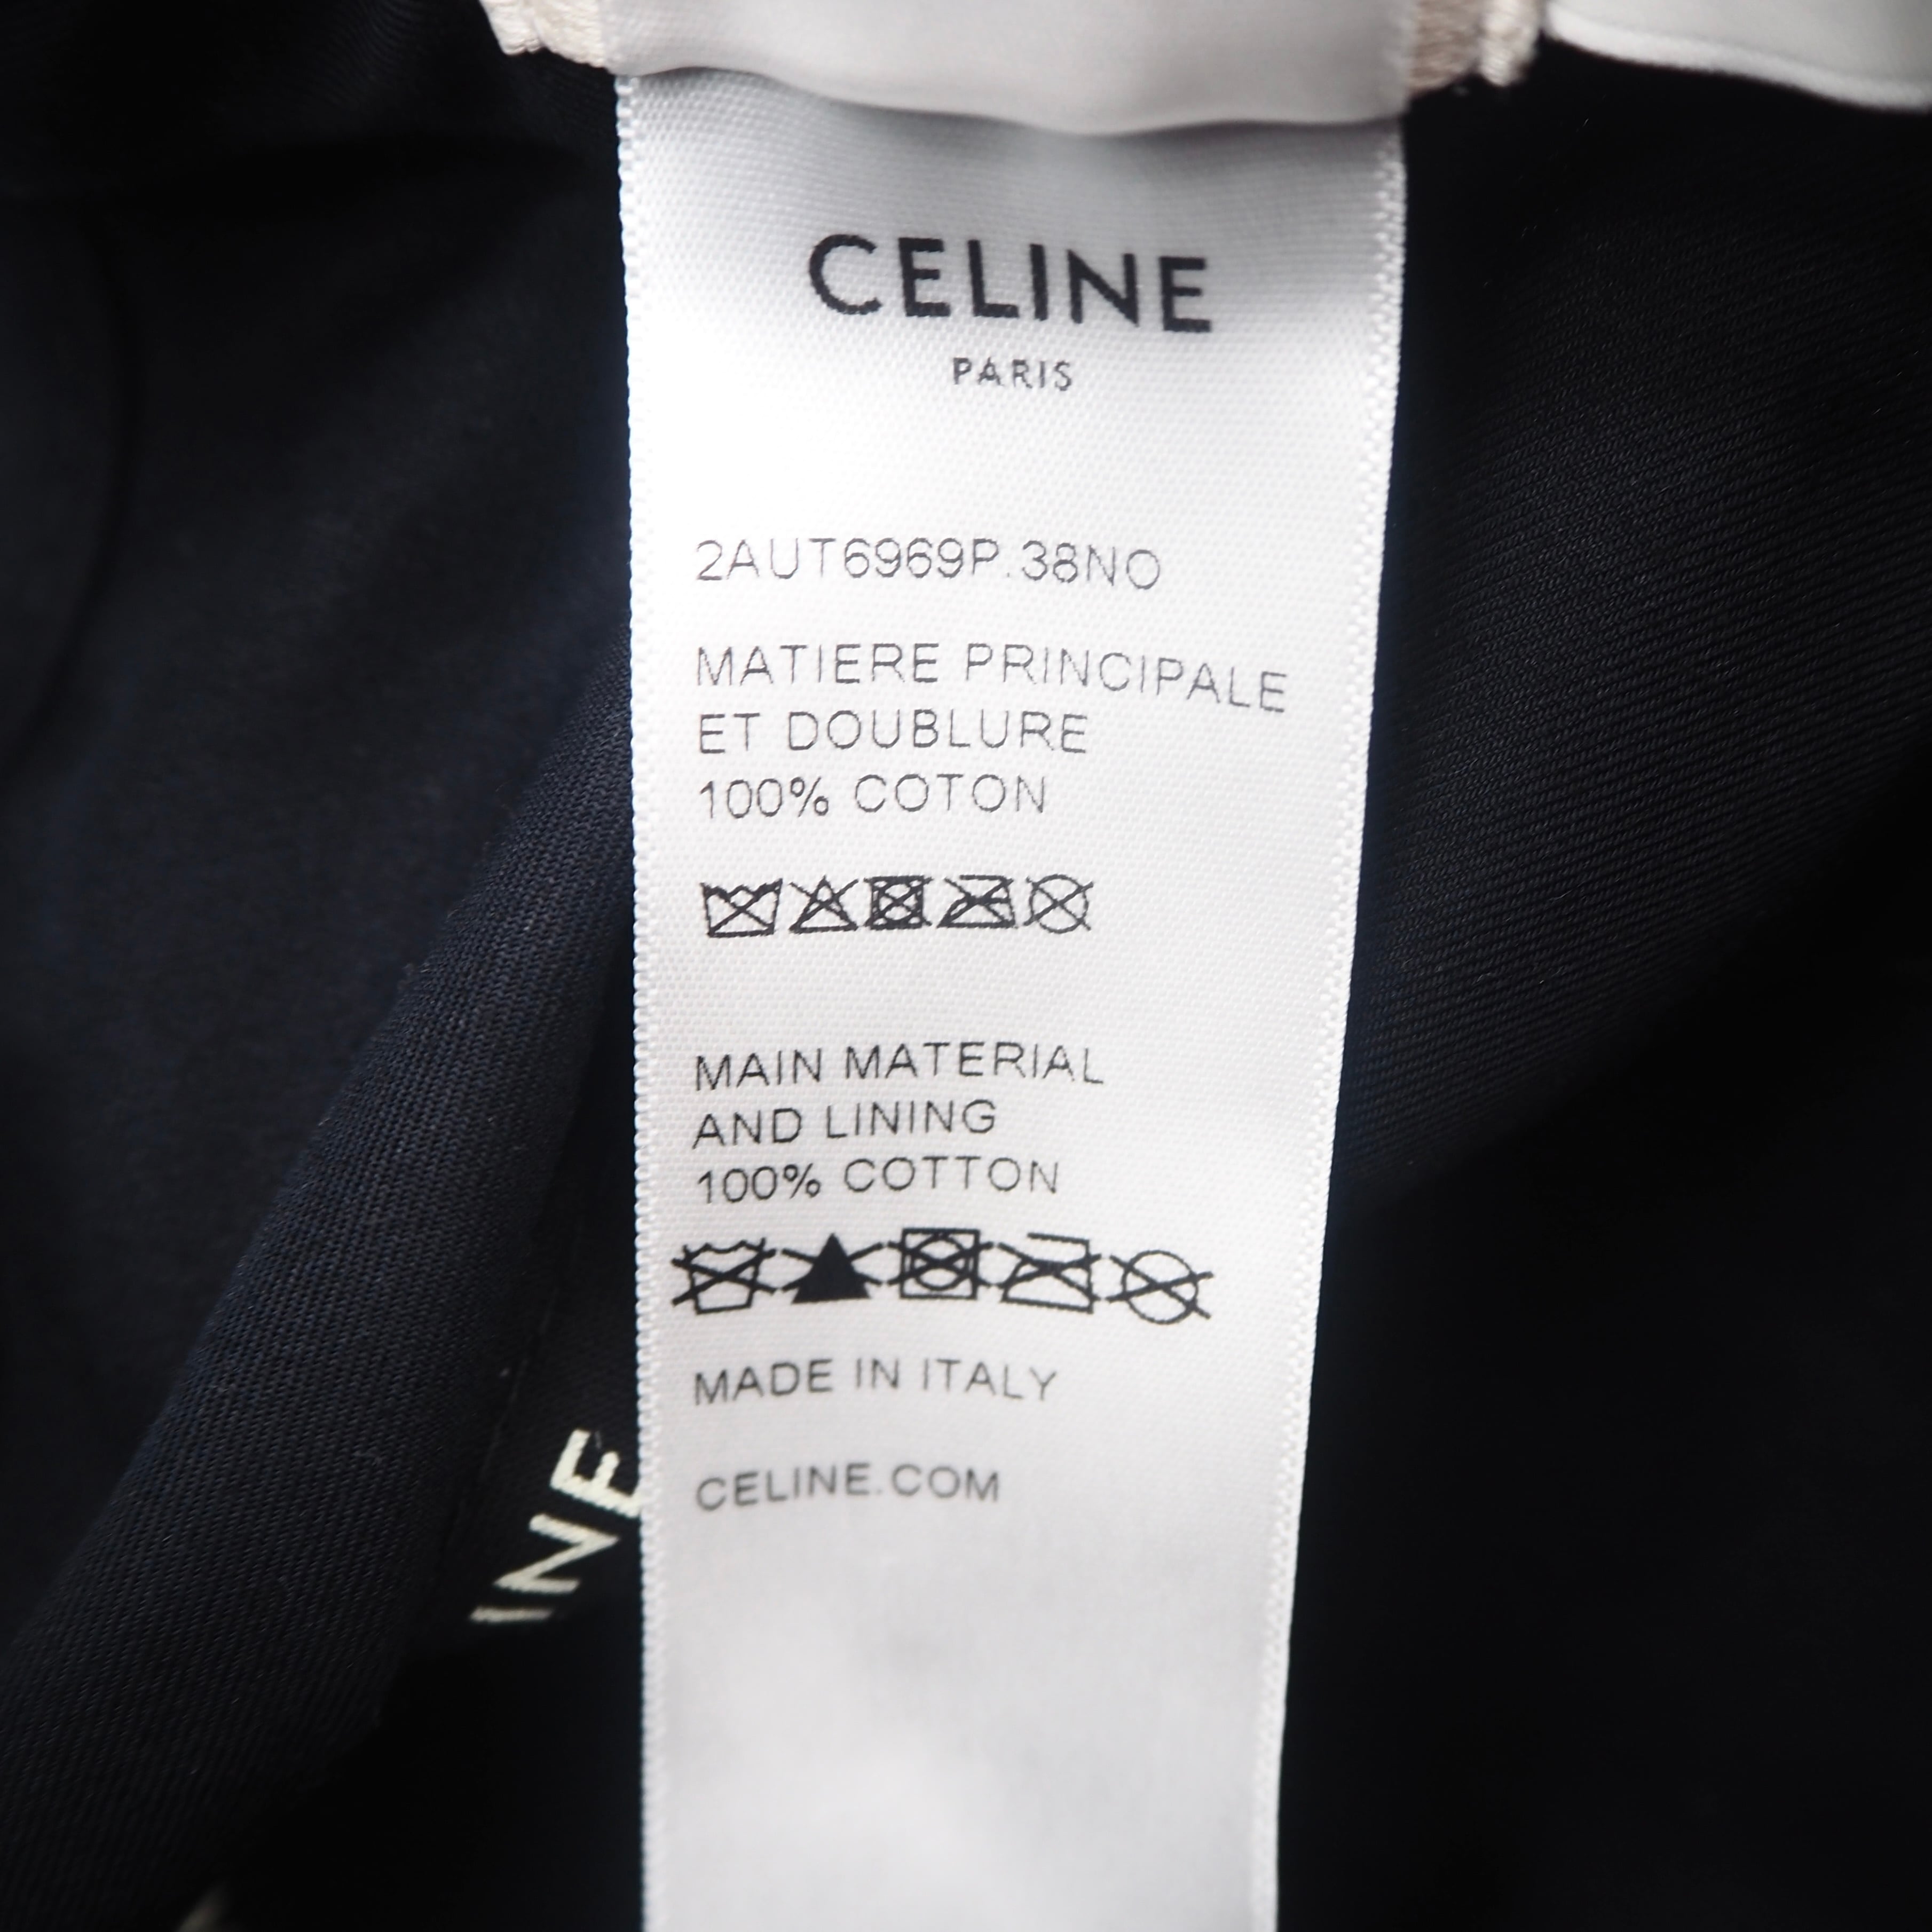 CELINE
PARIS
2AUT6969P.38NO
MATIERE PRINCIPALE
ET DOUBLURE
100% COTON
MAIN MATERIAL
AND LINING
100% COTTON
MADE IN ITALY
CELINE.COM
INE